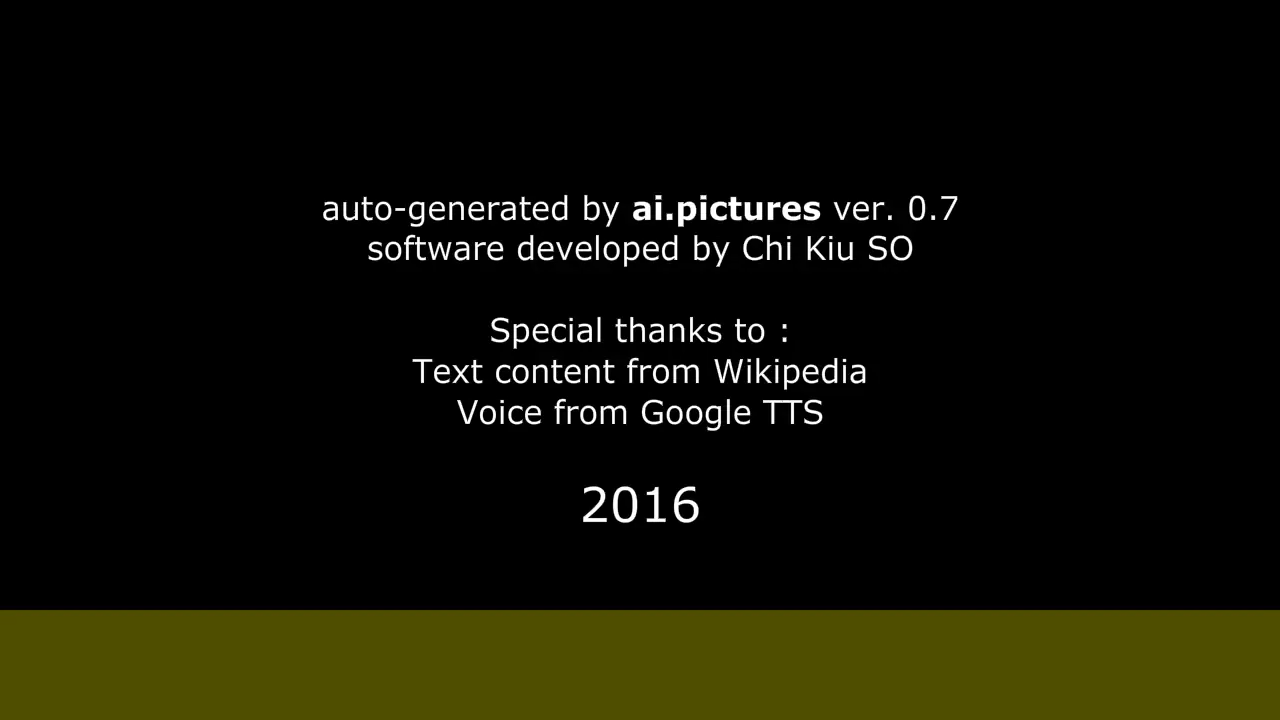 auto-generated by ai.pictures ver. 0.7
software developed by Chi Kiu SO
Special thanks to :
Text content from Wikipedia
Voice from Google TTS
2016